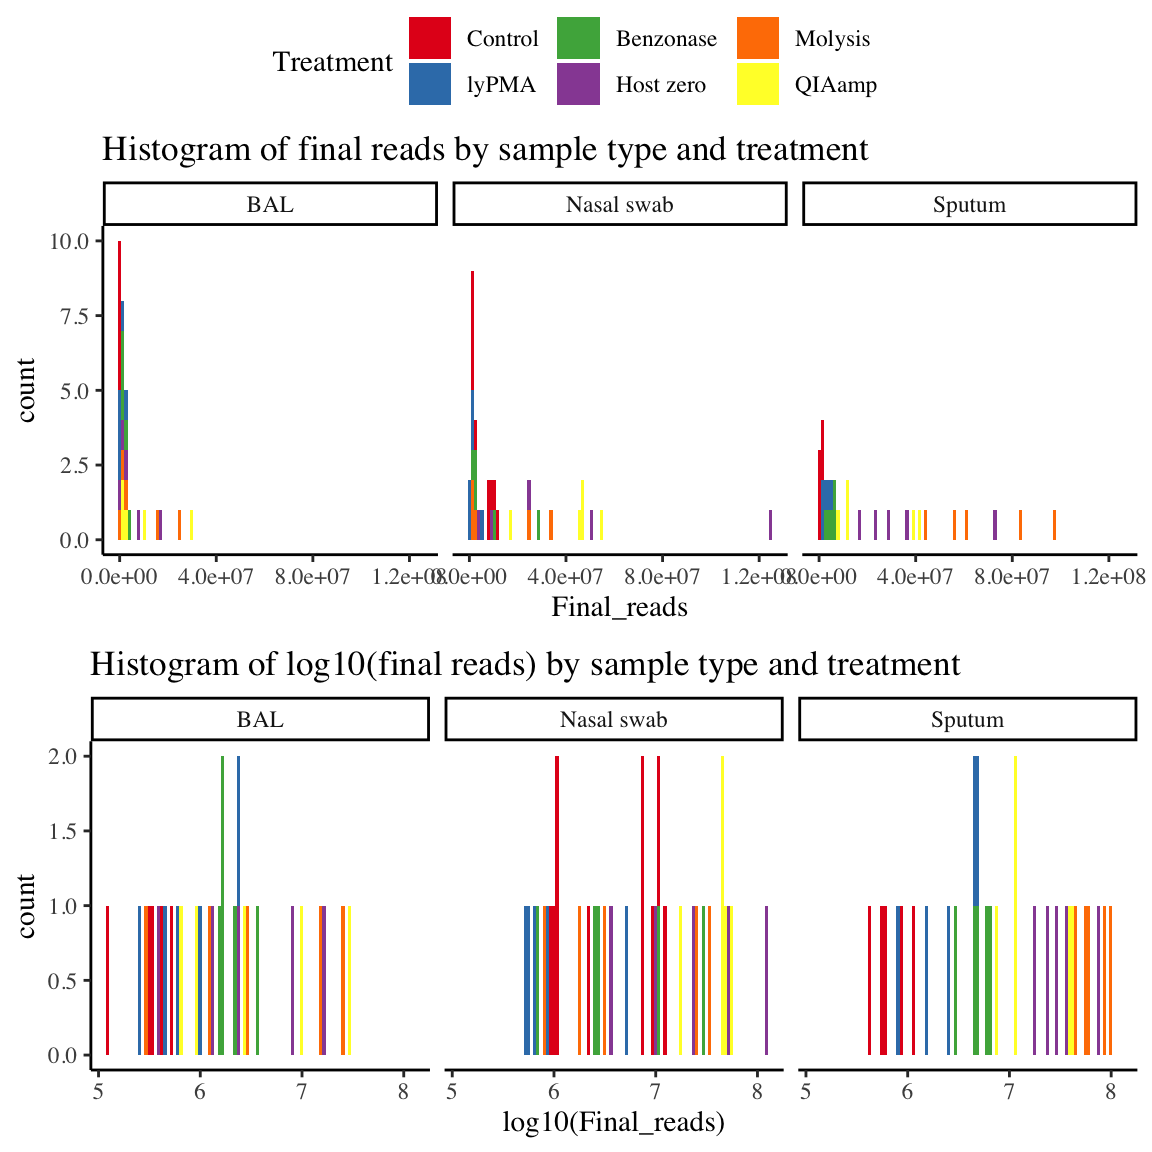 Treatment
Control
Benzonase
Molysis
lyPMA
Host zero
QIAamp
Histogram of final reads by sample type and treatment
BAL
Nasal swab
Sputum
10.0
7.5
5.0
2.5
0.0
count
0.0e+00 4.0e+07 8.0e+07 1.2e+08
0.0e+00 4.0e+07 8.0e+07 1.2e+08
0.0e+00 4.0e+07 8.0e+07 1.2e+08
Final_reads
Histogram of log10(final reads) by sample type and treatment
BAL
Nasal swab
Sputum
2.0
1.5
1.0
0.5
0.0
count
5 6 7 8
5 6 7 8
5 6 7 8
log10(Final_reads)